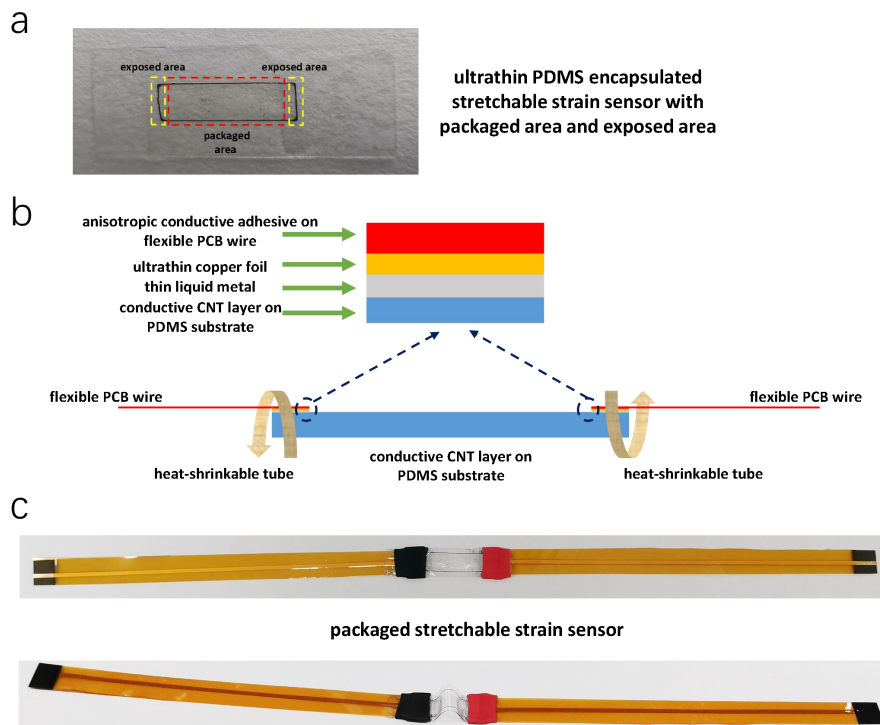 a
exposed area
exposed area
packaged
area
ultrathin PDMS encapsulated
stretchable strain sensor with
packaged area and exposed area
b
anisotropic conductive adhesive on
flexible PCB wire
ultrathin copper foil
thin liquid metal
conductive CNT layer on
PDMS substrate
flexible PCB wire
flexible PCB wire
heat-shrinkable tube
conductive CNT layer on
PDMS substrate
heat-shrinkable tube
c
packaged stretchable strain sensor